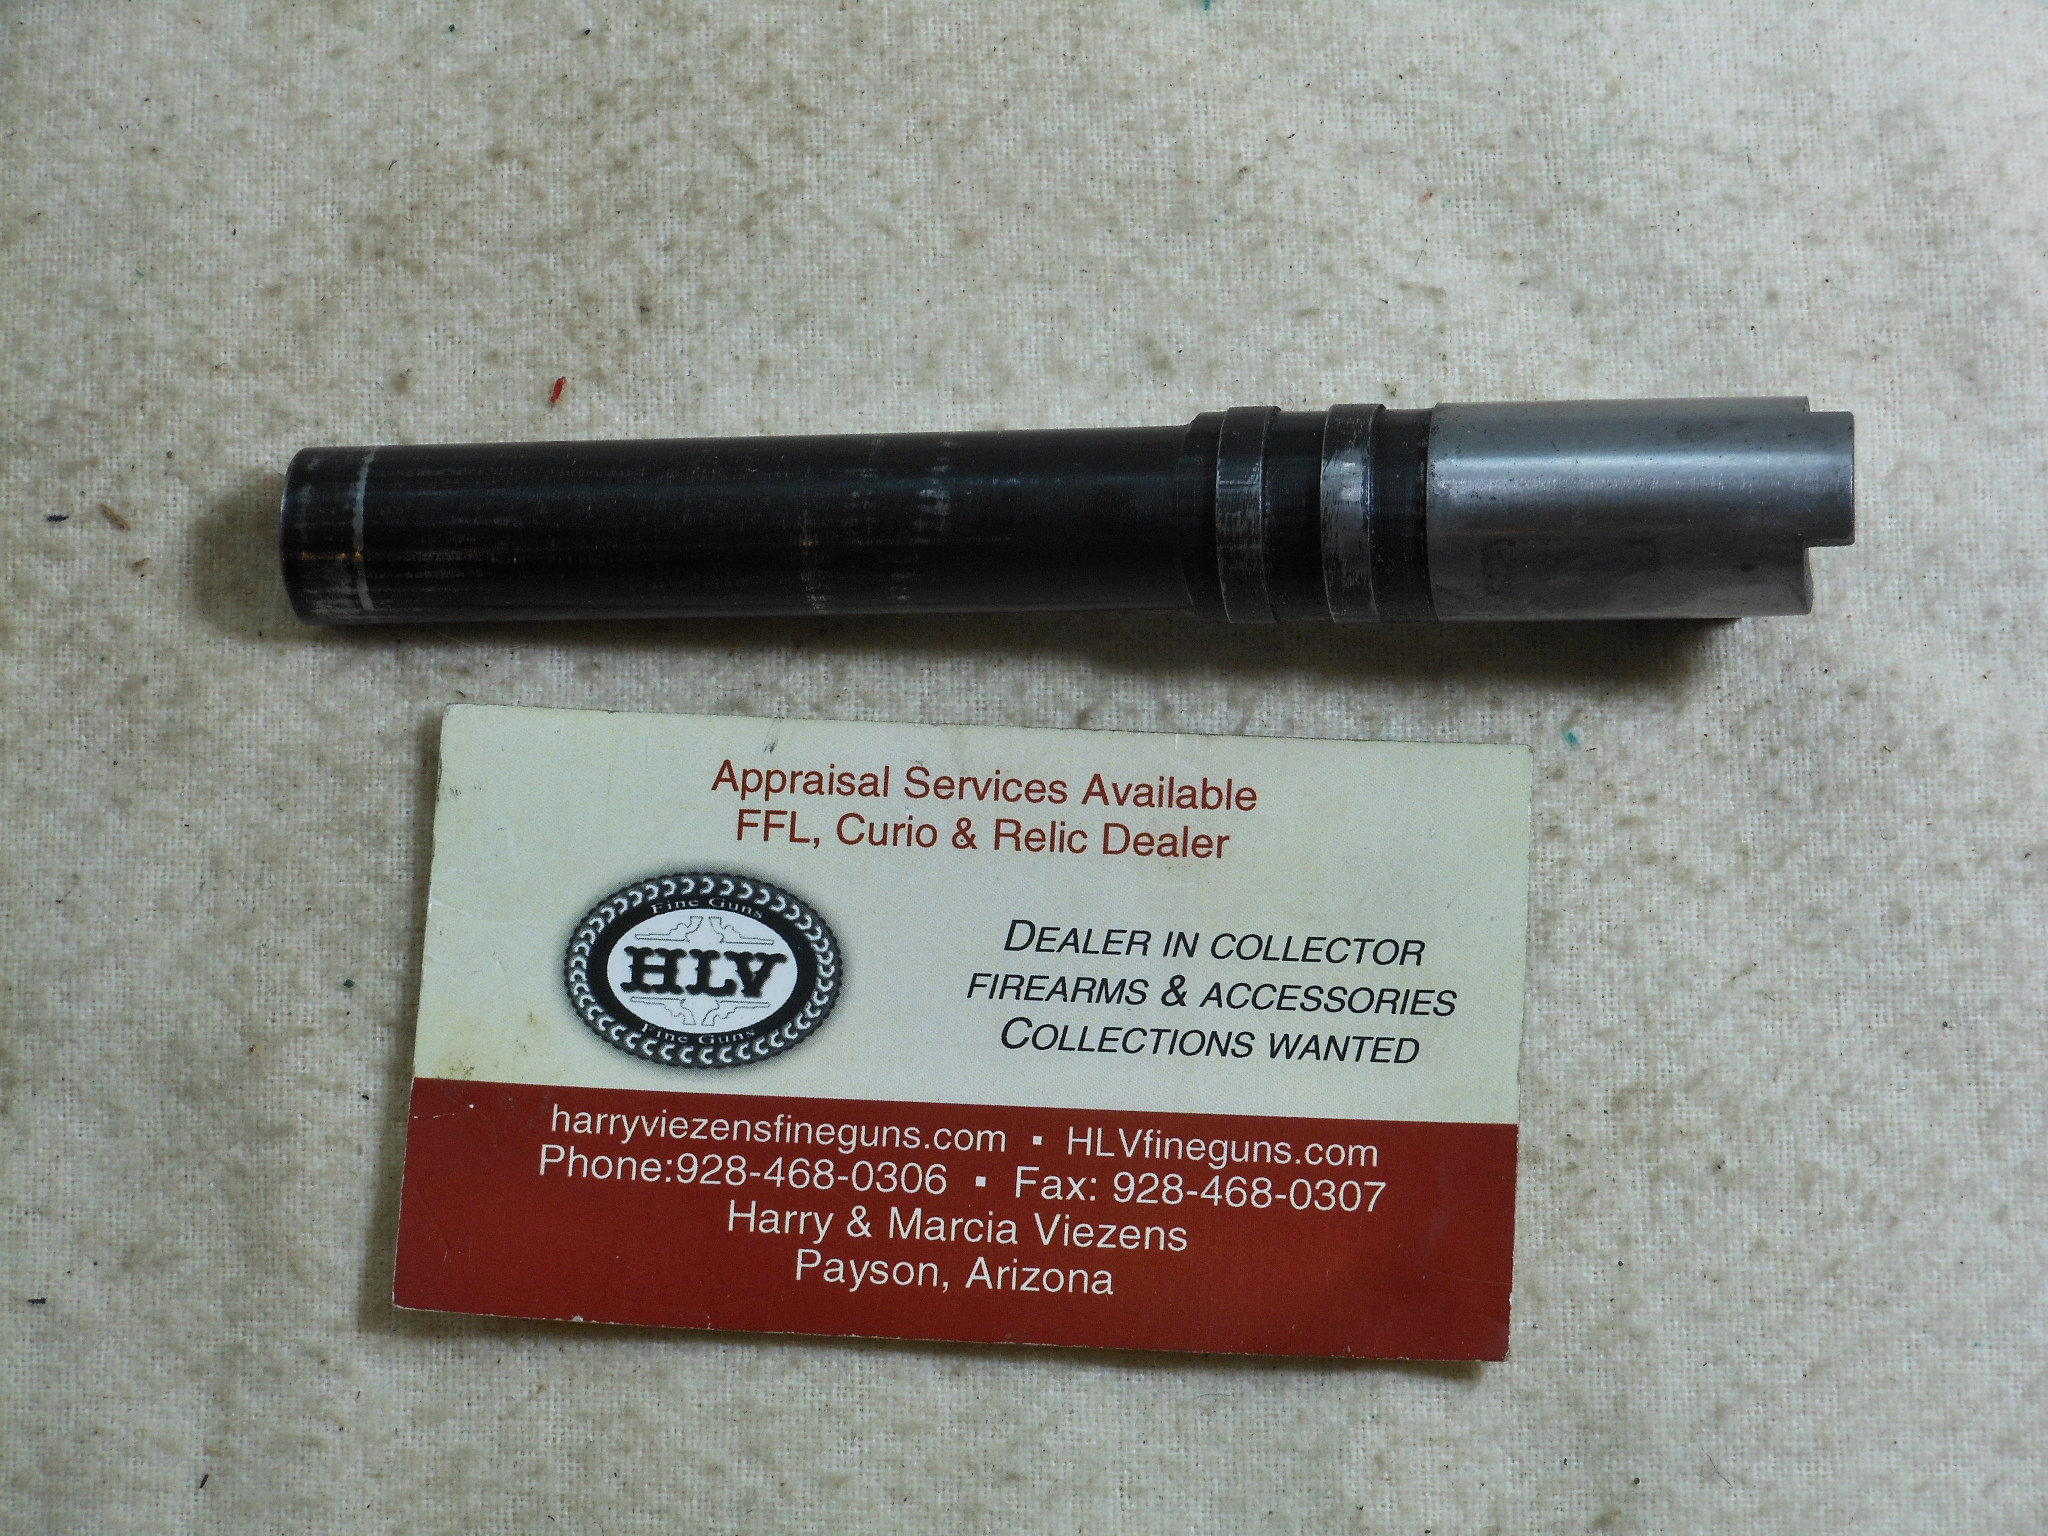 Appraisal Services Available
FFL, Curio & Relic Dealer
Fine Guns
HLV
Fine Guns
DEALER IN COLLECTOR
FIREARMS & ACCESSORIES
COLLECTIONS WANTED
harryviezensfineguns.com ▪ HLVfineguns.com
Phone:928-468-0306 ▪ Fax: 928-468-0307
Harry & Marcia Viezens
Payson, Arizona